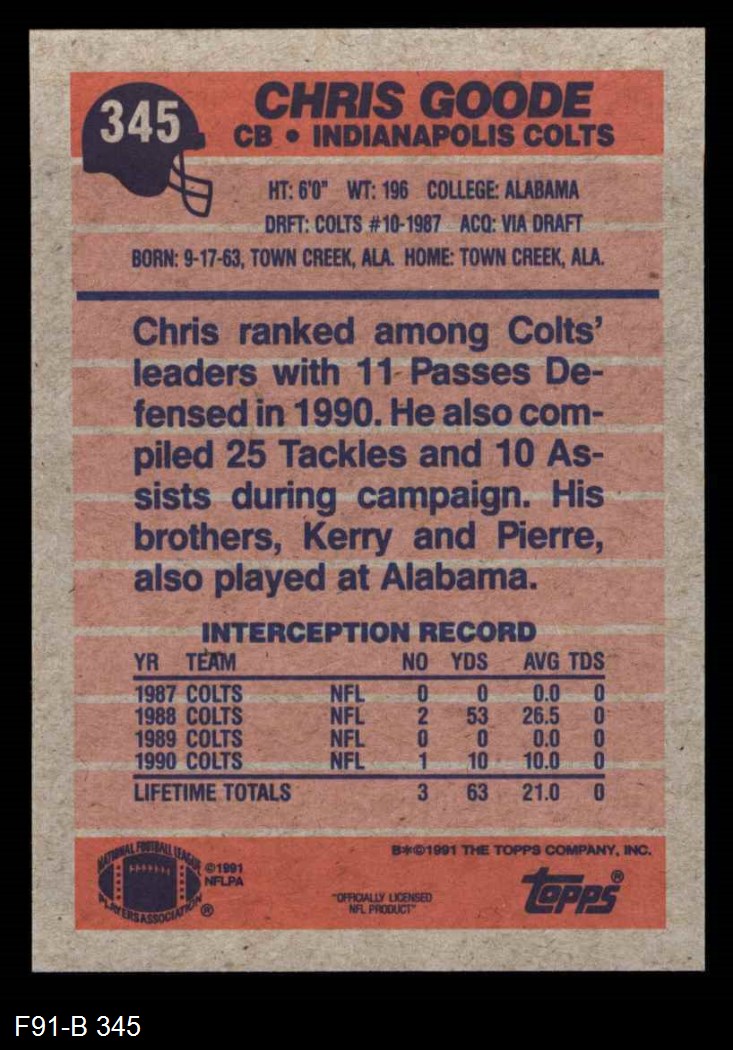 345
CHRIS GOODE
CB • INDIANAPOLIS COLTS
HT: 6'0" WT: 196 COLLEGE: ALABAMA
DRFT: COLTS #10-1987 ACQ: VIA DRAFT
BORN: 9-17-63, TOWN CREEK, ALA. HOME: TOWN CREEK, ALA.
Chris ranked among Colts'
leaders with 11 Passes De-
fensed in 1990. He also com-
piled 25 Tackles and 10 As-
sists during campaign. His
brothers, Kerry and Pierre,
also played at Alabama.
INTERCEPTION RECORD
YR TEAM NO YDS AVG TDS
1987 COLTS NFL 0 0 0.0 0
1988 COLTS NFL 2 53 26.5 0
1989 COLTS NFL 0 0 0.0 0
1990 COLTS NFL 1 10 10.0 0
LIFETIME TOTALS 3 63 21.0 0
NATIONAL FOOTBALL LEAGUE
PLAYERS ASSOCIATION ®
©1991
NFLPA
B*©1991 THE TOPPS COMPANY, INC.
"OFFICIALLY LICENSED
NFL PRODUCT"
topps®
F91-B 345